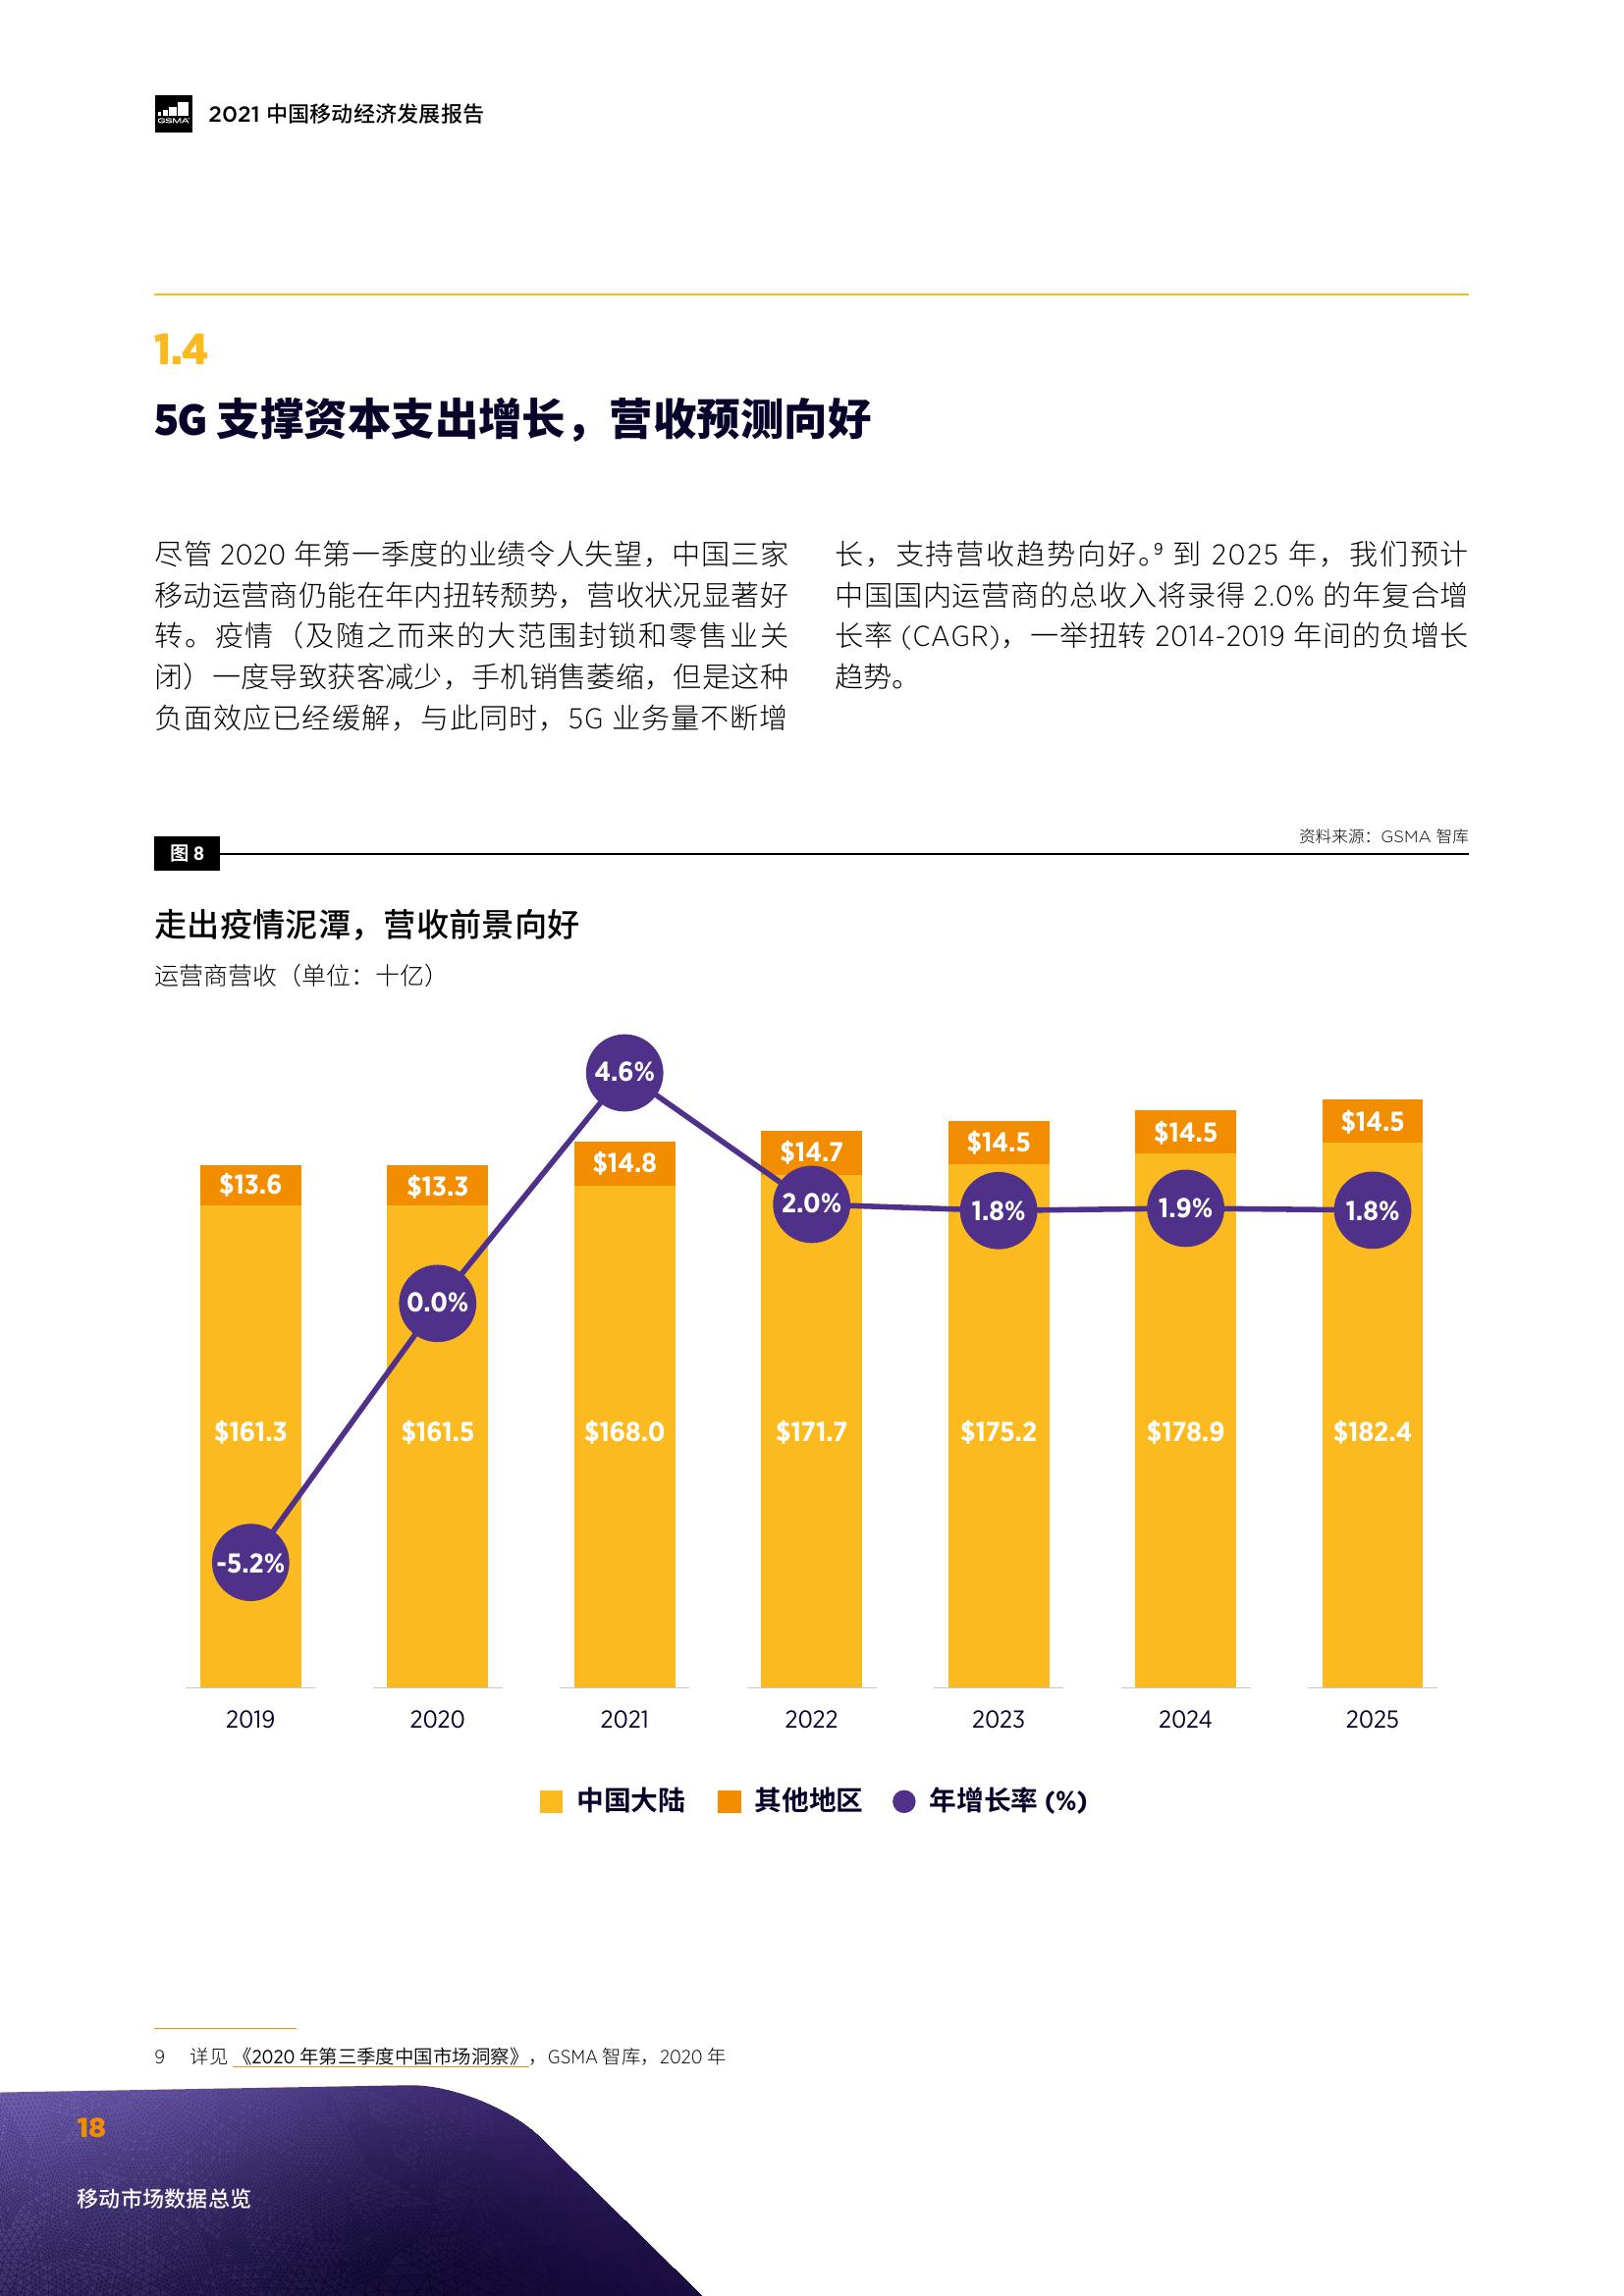 GSMA
2021 中国移动经济发展报告
1.4
5G 支撑资本支出增长，营收预测向好
尽管 2020 年第一季度的业绩令人失望，中国三家
移动运营商仍能在年内扭转颓势，营收状况显著好
转。疫情（及随之而来的大范围封锁和零售业关
闭）一度导致获客减少，手机销售萎缩，但是这种
负面效应已经缓解，与此同时，5G 业务量不断增
长，支持营收趋势向好。⁹ 到 2025 年，我们预计
中国国内运营商的总收入将录得 2.0% 的年复合增
长率 (CAGR)，一举扭转 2014-2019 年间的负增长
趋势。
资料来源：GSMA 智库
图 8
走出疫情泥潭，营收前景向好
运营商营收（单位：十亿）
4.6%
$13.6 $13.3 $14.8 $14.7 $14.5 $14.5 $14.5
0.0% 2.0% 1.8% 1.9% 1.8%
$161.3 $161.5 $168.0 $171.7 $175.2 $178.9 $182.4
-5.2%
2019 2020 2021 2022 2023 2024 2025
中国大陆 其他地区 年增长率 (%)
9 详见《2020 年第三季度中国市场洞察》，GSMA 智库，2020 年
18
移动市场数据总览